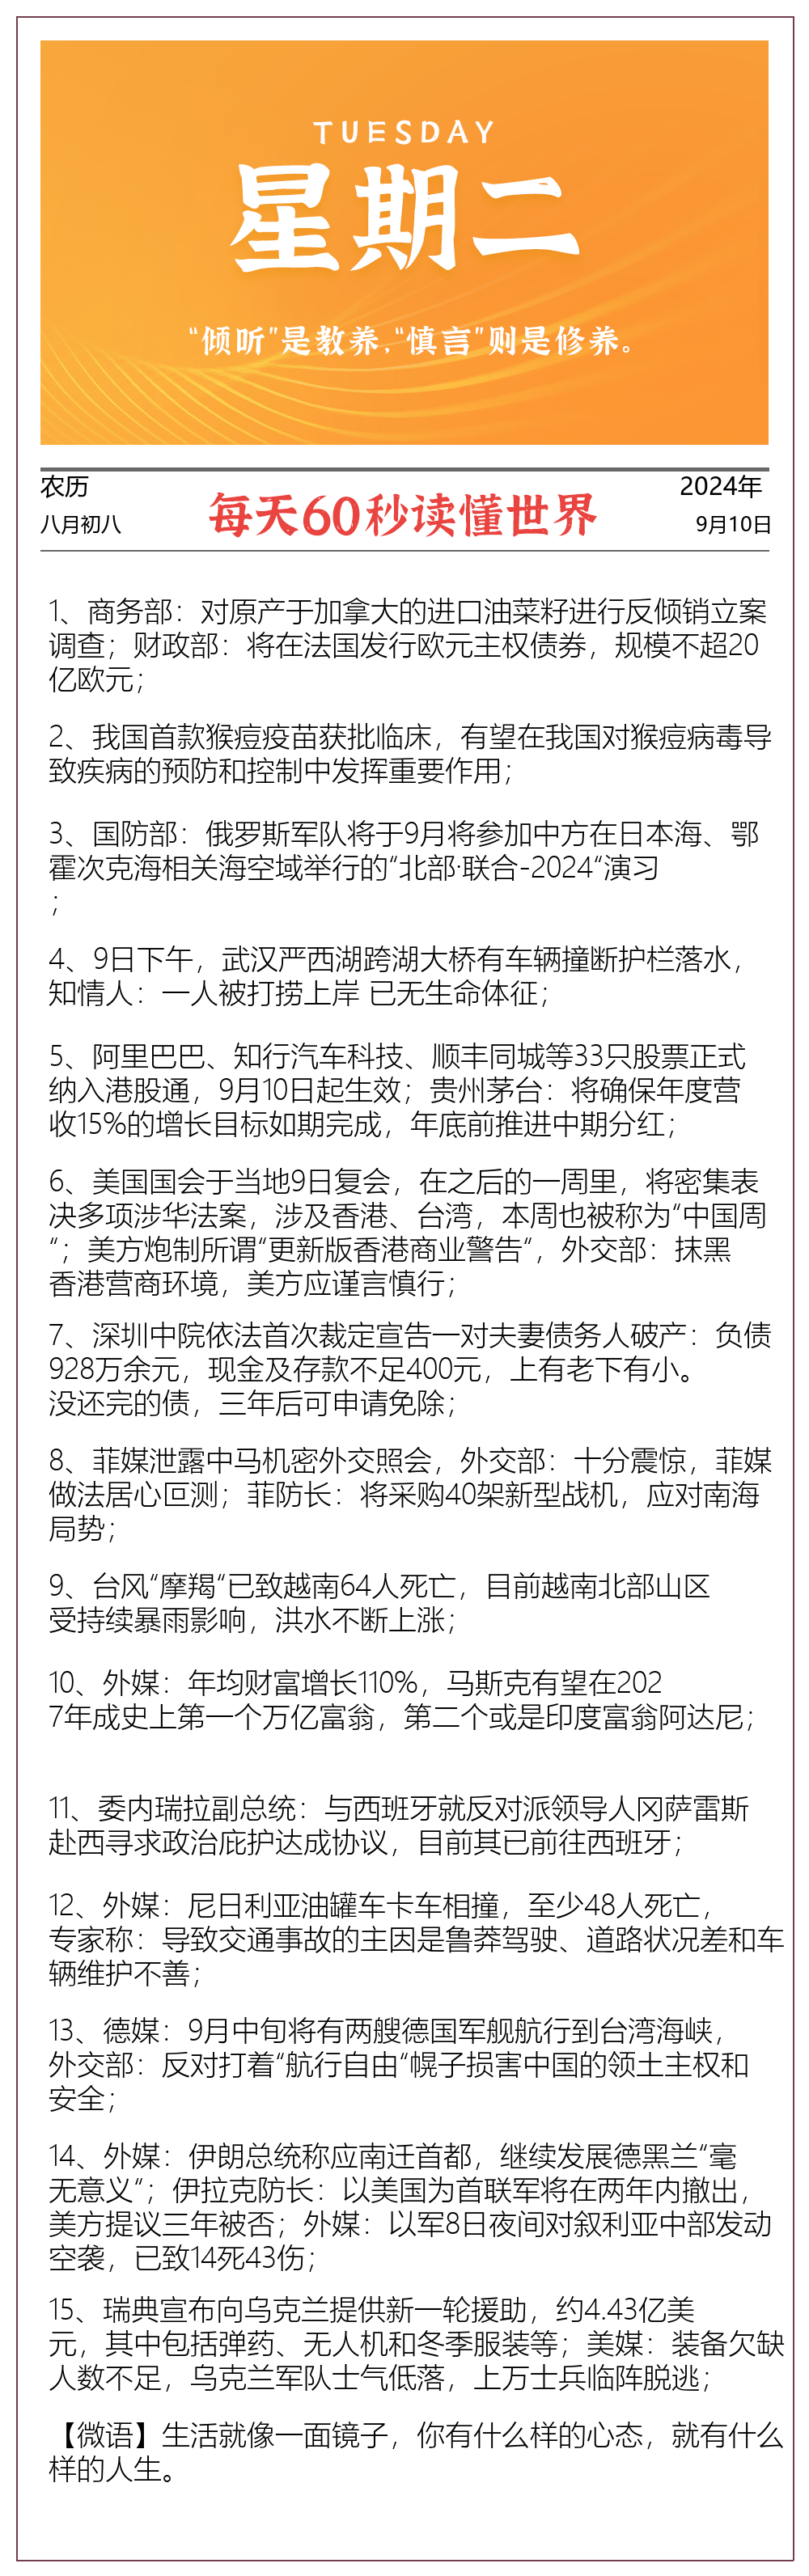 TUESDAY
星期二
“倾听”是教养,“慎言”则是修养。
农历
八月初八
每天60秒读懂世界
2024年
9月10日
1、商务部：对原产于加拿大的进口油菜籽进行反倾销立案
调查；财政部：将在法国发行欧元主权债券，规模不超20
亿欧元；
2、我国首款猴痘疫苗获批临床，有望在我国对猴痘病毒导
致疾病的预防和控制中发挥重要作用；
3、国防部：俄罗斯军队将于9月将参加中方在日本海、鄂
霍次克海相关海空域举行的“北部·联合-2024“演习
；
4、9日下午，武汉严西湖跨湖大桥有车辆撞断护栏落水，
知情人：一人被打捞上岸 已无生命体征；
5、阿里巴巴、知行汽车科技、顺丰同城等33只股票正式
纳入港股通，9月10日起生效；贵州茅台：将确保年度营
收15%的增长目标如期完成，年底前推进中期分红；
6、美国国会于当地9日复会，在之后的一周里，将密集表
决多项涉华法案，涉及香港、台湾，本周也被称为“中国周
“；美方炮制所谓“更新版香港商业警告“，外交部：抹黑
香港营商环境，美方应谨言慎行；
7、深圳中院依法首次裁定宣告一对夫妻债务人破产：负债
928万余元，现金及存款不足400元，上有老下有小。
没还完的债，三年后可申请免除；
8、菲媒泄露中马机密外交照会，外交部：十分震惊，菲媒
做法居心叵测；菲防长：将采购40架新型战机，应对南海
局势；
9、台风“摩羯“已致越南64人死亡，目前越南北部山区
受持续暴雨影响，洪水不断上涨；
10、外媒：年均财富增长110%，马斯克有望在202
7年成史上第一个万亿富翁，第二个或是印度富翁阿达尼；
11、委内瑞拉副总统：与西班牙就反对派领导人冈萨雷斯
赴西寻求政治庇护达成协议，目前其已前往西班牙；
12、外媒：尼日利亚油罐车卡车相撞，至少48人死亡，
专家称：导致交通事故的主因是鲁莽驾驶、道路状况差和车
辆维护不善；
13、德媒：9月中旬将有两艘德国军舰航行到台湾海峡，
外交部：反对打着“航行自由“幌子损害中国的领土主权和
安全；
14、外媒：伊朗总统称应南迁首都，继续发展德黑兰“毫
无意义“；伊拉克防长：以美国为首联军将在两年内撤出，
美方提议三年被否；外媒：以军8日夜间对叙利亚中部发动
空袭，已致14死43伤；
15、瑞典宣布向乌克兰提供新一轮援助，约4.43亿美
元，其中包括弹药、无人机和冬季服装等；美媒：装备欠缺
人数不足，乌克兰军队士气低落，上万士兵临阵脱逃；
【微语】生活就像一面镜子，你有什么样的心态，就有什么
样的人生。